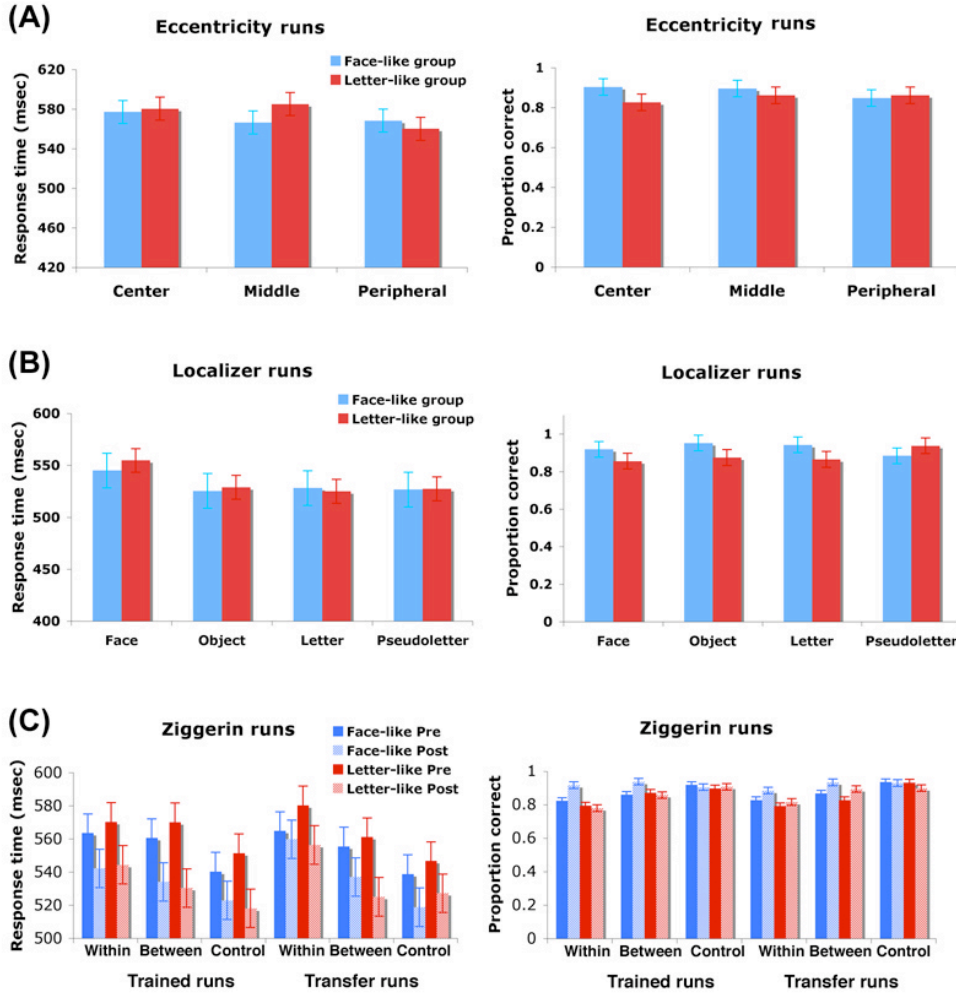 (A)
Eccentricity runs
Face-like group
Letter-like group
Response time (msec)
620
580
540
500
460
420
Center Middle Peripheral
Eccentricity runs
Proportion correct
1
0.8
0.6
0.4
0.2
0
Center Middle Peripheral
(B)
Localizer runs
Face-like group
Letter-like group
Response time (msec)
600
550
500
450
400
Face Object Letter Pseudoletter
Localizer runs
Proportion correct
1
0.8
0.6
0.4
0.2
0
Face Object Letter Pseudoletter
(C)
Ziggerin runs
Face-like Pre
Face-like Post
Letter-like Pre
Letter-like Post
Response time (msec)
600
580
560
540
520
500
Within Between Control Within Between Control
Trained runs Transfer runs
Ziggerin runs
Proportion correct
1
0.8
0.6
0.4
0.2
0
Within Between Control Within Between Control
Trained runs Transfer runs